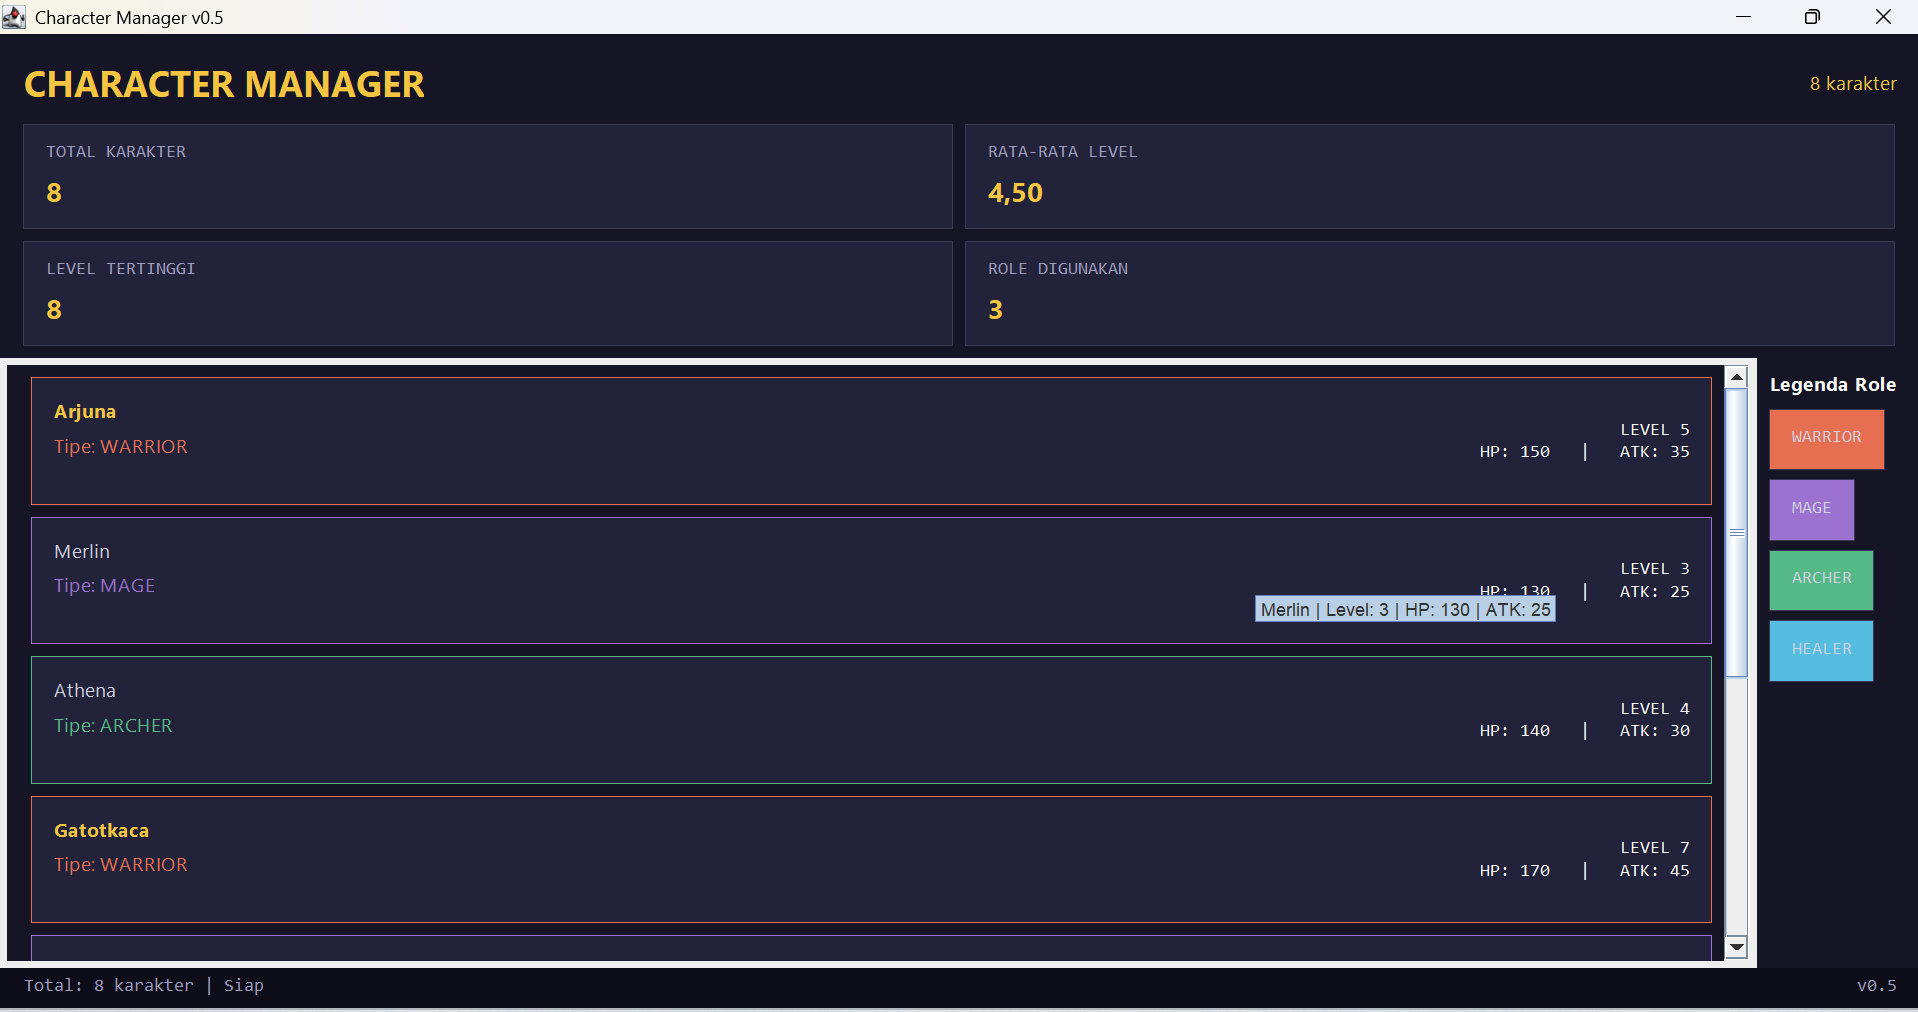 Character Manager v0.5
CHARACTER MANAGER
8 karakter
TOTAL KARAKTER
8
RATA-RATA LEVEL
4,50
LEVEL TERTINGGI
8
ROLE DIGUNAKAN
3
Arjuna
Tipe: WARRIOR
LEVEL 5
HP: 150 | ATK: 35
Merlin
Tipe: MAGE
LEVEL 3
HP: 130 | ATK: 25
Merlin | Level: 3 | HP: 130 | ATK: 25
Athena
Tipe: ARCHER
LEVEL 4
HP: 140 | ATK: 30
Gatotkaca
Tipe: WARRIOR
LEVEL 7
HP: 170 | ATK: 45
Legenda Role
WARRIOR
MAGE
ARCHER
HEALER
Total: 8 karakter | Siap
v0.5